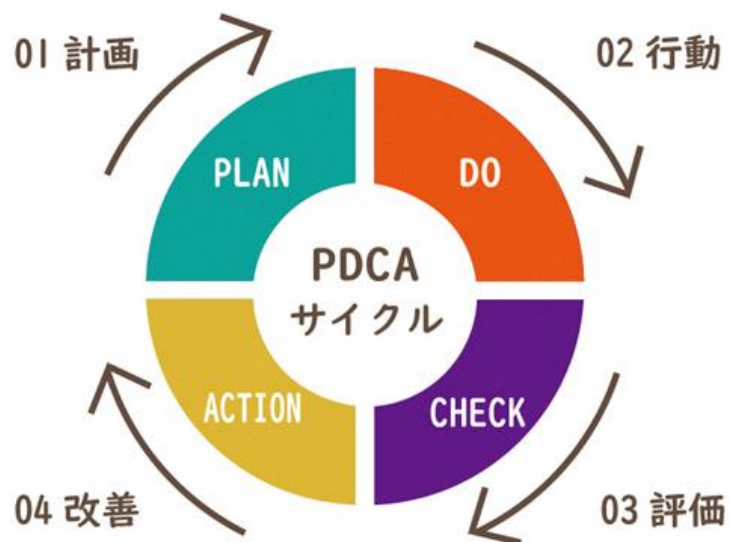 01 計画
02 行動
PLAN
DO
PDCA
サイクル
ACTION
CHECK
04 改善
03 評価